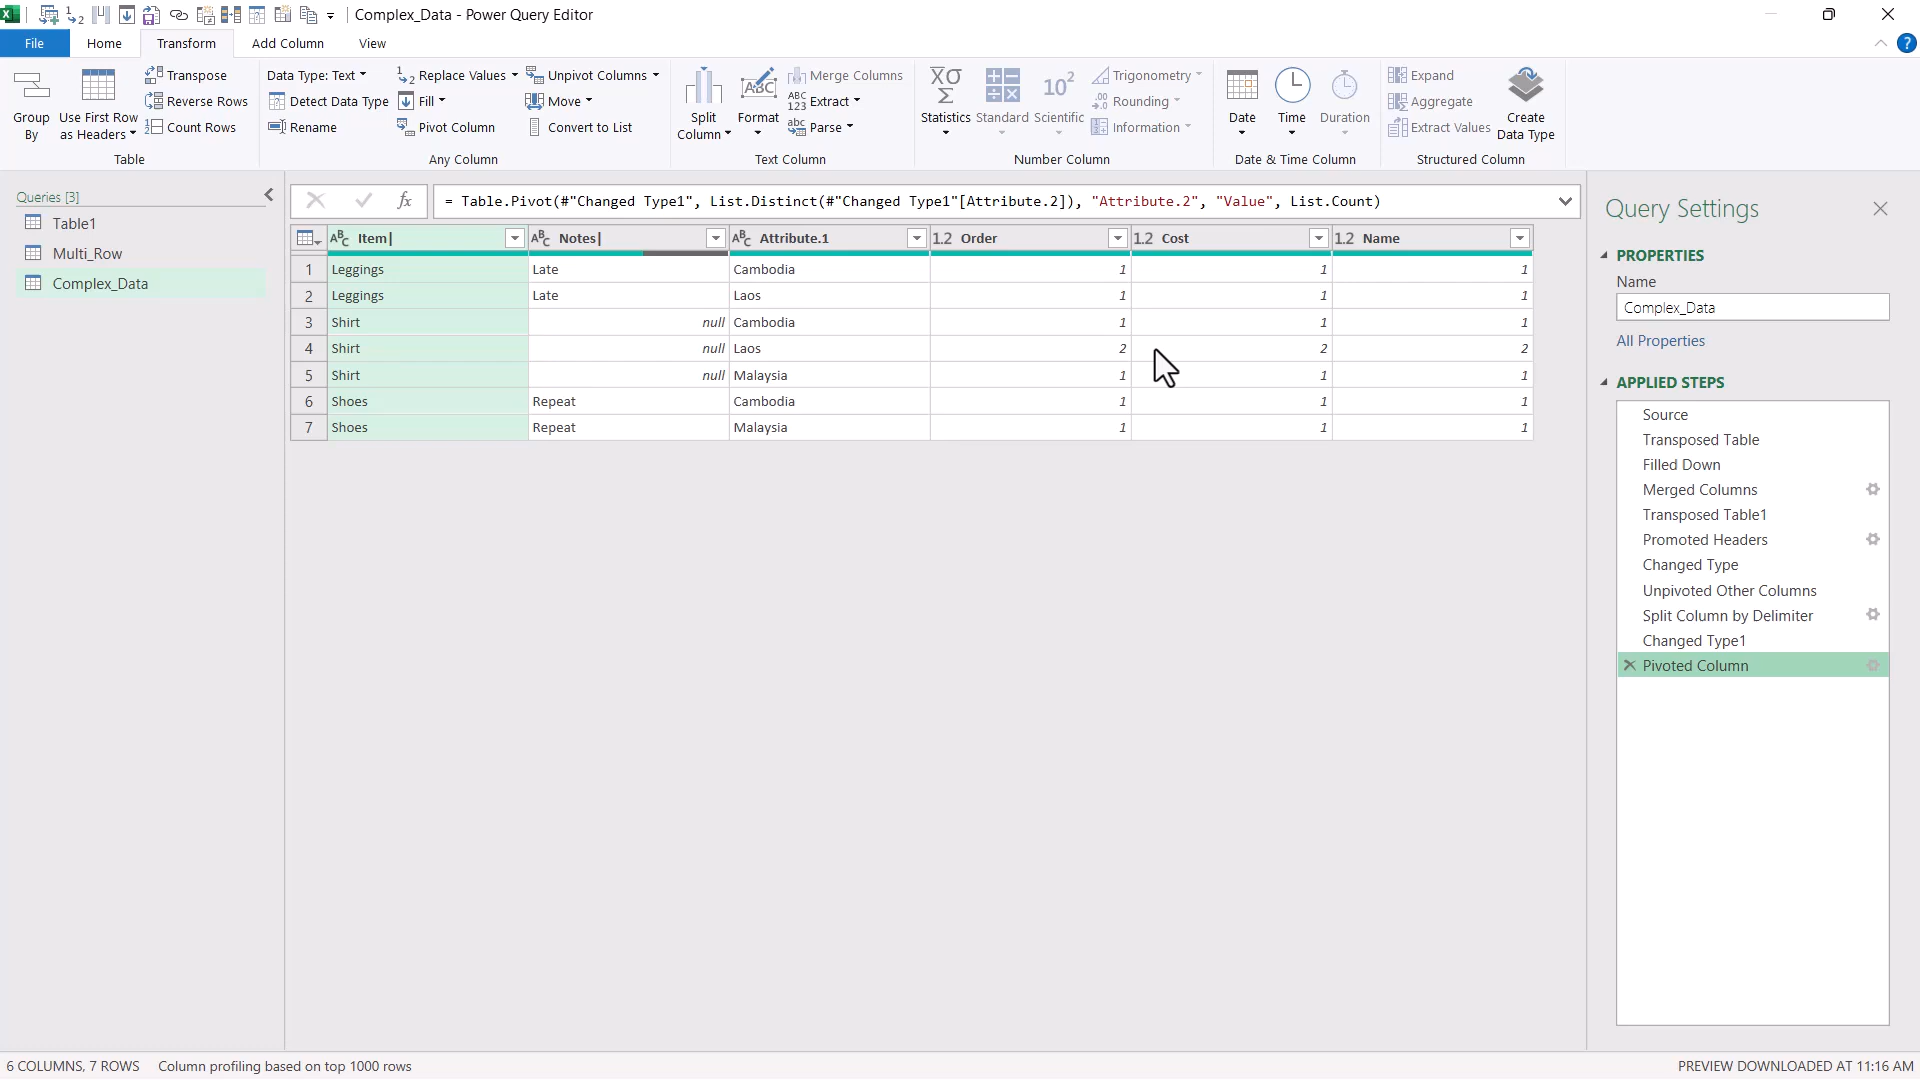 Complex_Data - Power Query Editor
File Home Transform Add Column View
Group By
Use First Row as Headers
Transpose
Reverse Rows
Count Rows
Table
Data Type: Text
Detect Data Type
Rename
Replace Values
Fill
Pivot Column
Unpivot Columns
Move
Convert to List
Any Column
Split Column
Format
Merge Columns
Extract
Parse
Text Column
Statistics
Standard
Scientific
Trigonometry
Rounding
Information
Number Column
Date
Time
Duration
Date & Time Column
Expand
Aggregate
Extract Values
Create Data Type
Structured Column
Queries [3]
Table1
Multi_Row
Complex_Data
fx = Table.Pivot(#"Changed Type1", List.Distinct(#"Changed Type1"[Attribute.2]), "Attribute.2", "Value", List.Count)
Item| Notes| Attribute.1 1.2 Order 1.2 Cost 1.2 Name
1 Leggings Late Cambodia 1 1 1
2 Leggings Late Laos 1 1 1
3 Shirt null Cambodia 1 1 1
4 Shirt null Laos 2 2 2
5 Shirt null Malaysia 1 1 1
6 Shoes Repeat Cambodia 1 1 1
7 Shoes Repeat Malaysia 1 1 1
Query Settings
PROPERTIES
Name
Complex_Data
All Properties
APPLIED STEPS
Source
Transposed Table
Filled Down
Merged Columns
Transposed Table1
Promoted Headers
Changed Type
Unpivoted Other Columns
Split Column by Delimiter
Changed Type1
Pivoted Column
6 COLUMNS, 7 ROWS Column profiling based on top 1000 rows
PREVIEW DOWNLOADED AT 11:16 AM